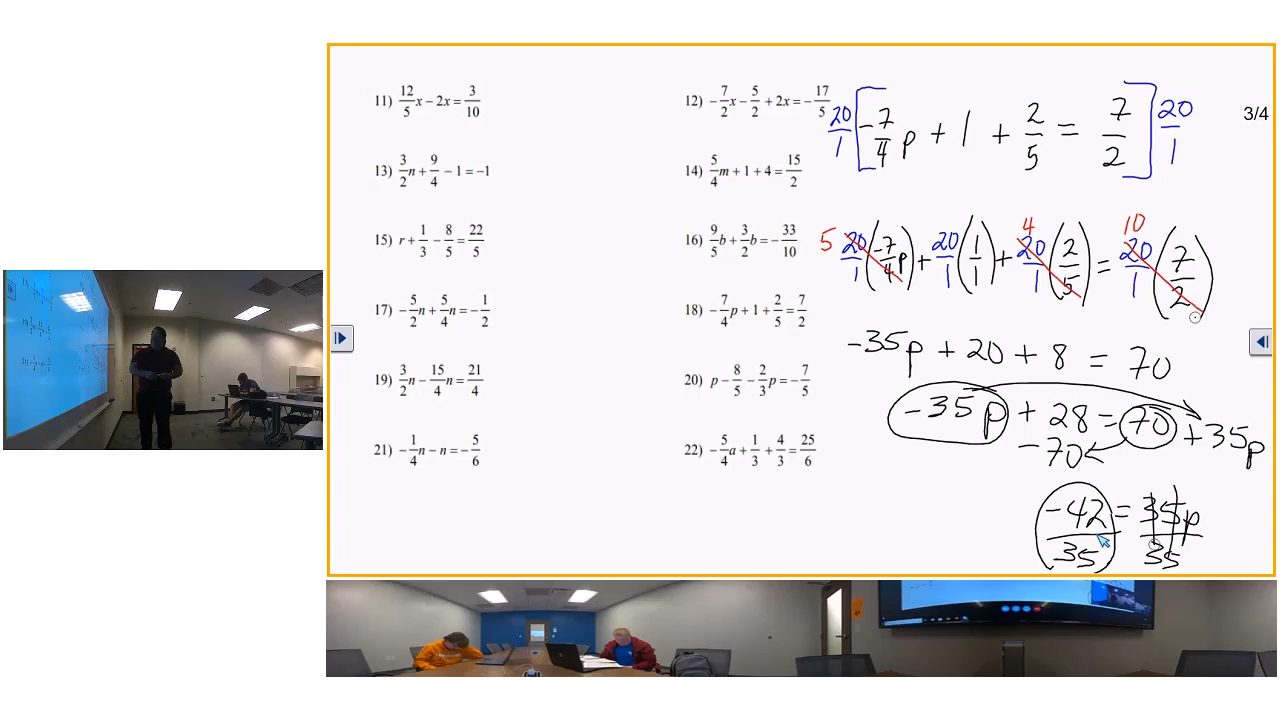 11) 12/5 x − 2x = 3/10
12) −7/2 x − 5/2 + 2x = −17/5
13) 3/2 n + 9/4 − 1 = −1
14) 5/4 m + 1 + 4 = 15/2
15) r + 1/3 − 8/5 = 22/5
16) 9/5 b + 3/2 b = −33/10
17) −5/2 n + 5/4 n = −1/2
18) −7/4 p + 1 + 2/5 = 7/2
19) 3/2 n − 15/4 n = 21/4
20) p − 8/5 − 2/3 p = −7/5
21) −1/4 n − n = −5/6
22) −5/4 a + 1/3 + 4/3 = 25/6
3/4
20/1 [ −7/4 p + 1 + 2/5 = 7/2 ] 20/1
5 4 10
20/1 (−7/4 p) + 20/1 (1/1) + 20/1 (2/5) = 20/1 (7/2)
−35p + 20 + 8 = 70
−35p + 28 = 70 + 35p
−70
−42/35 = 35p/35